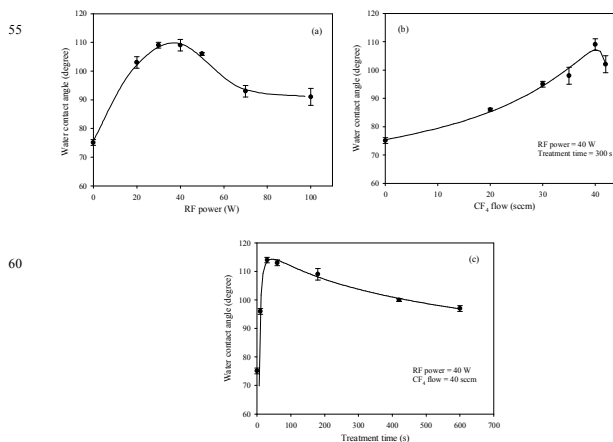 55
(a)
120
110
100
90
80
70
60
Water contact angle (degree)
0 20 40 60 80 100
RF power (W)
(b)
120
110
100
90
80
70
60
Water contact angle (degree)
RF power = 40 W
Treatment time = 300 s
0 10 20 30 40
CF4 flow (sccm)
60
(c)
120
110
100
90
80
70
60
Water contact angle (degree)
RF power = 40 W
CF4 flow = 40 sccm
0 100 200 300 400 500 600 700
Treatment time (s)